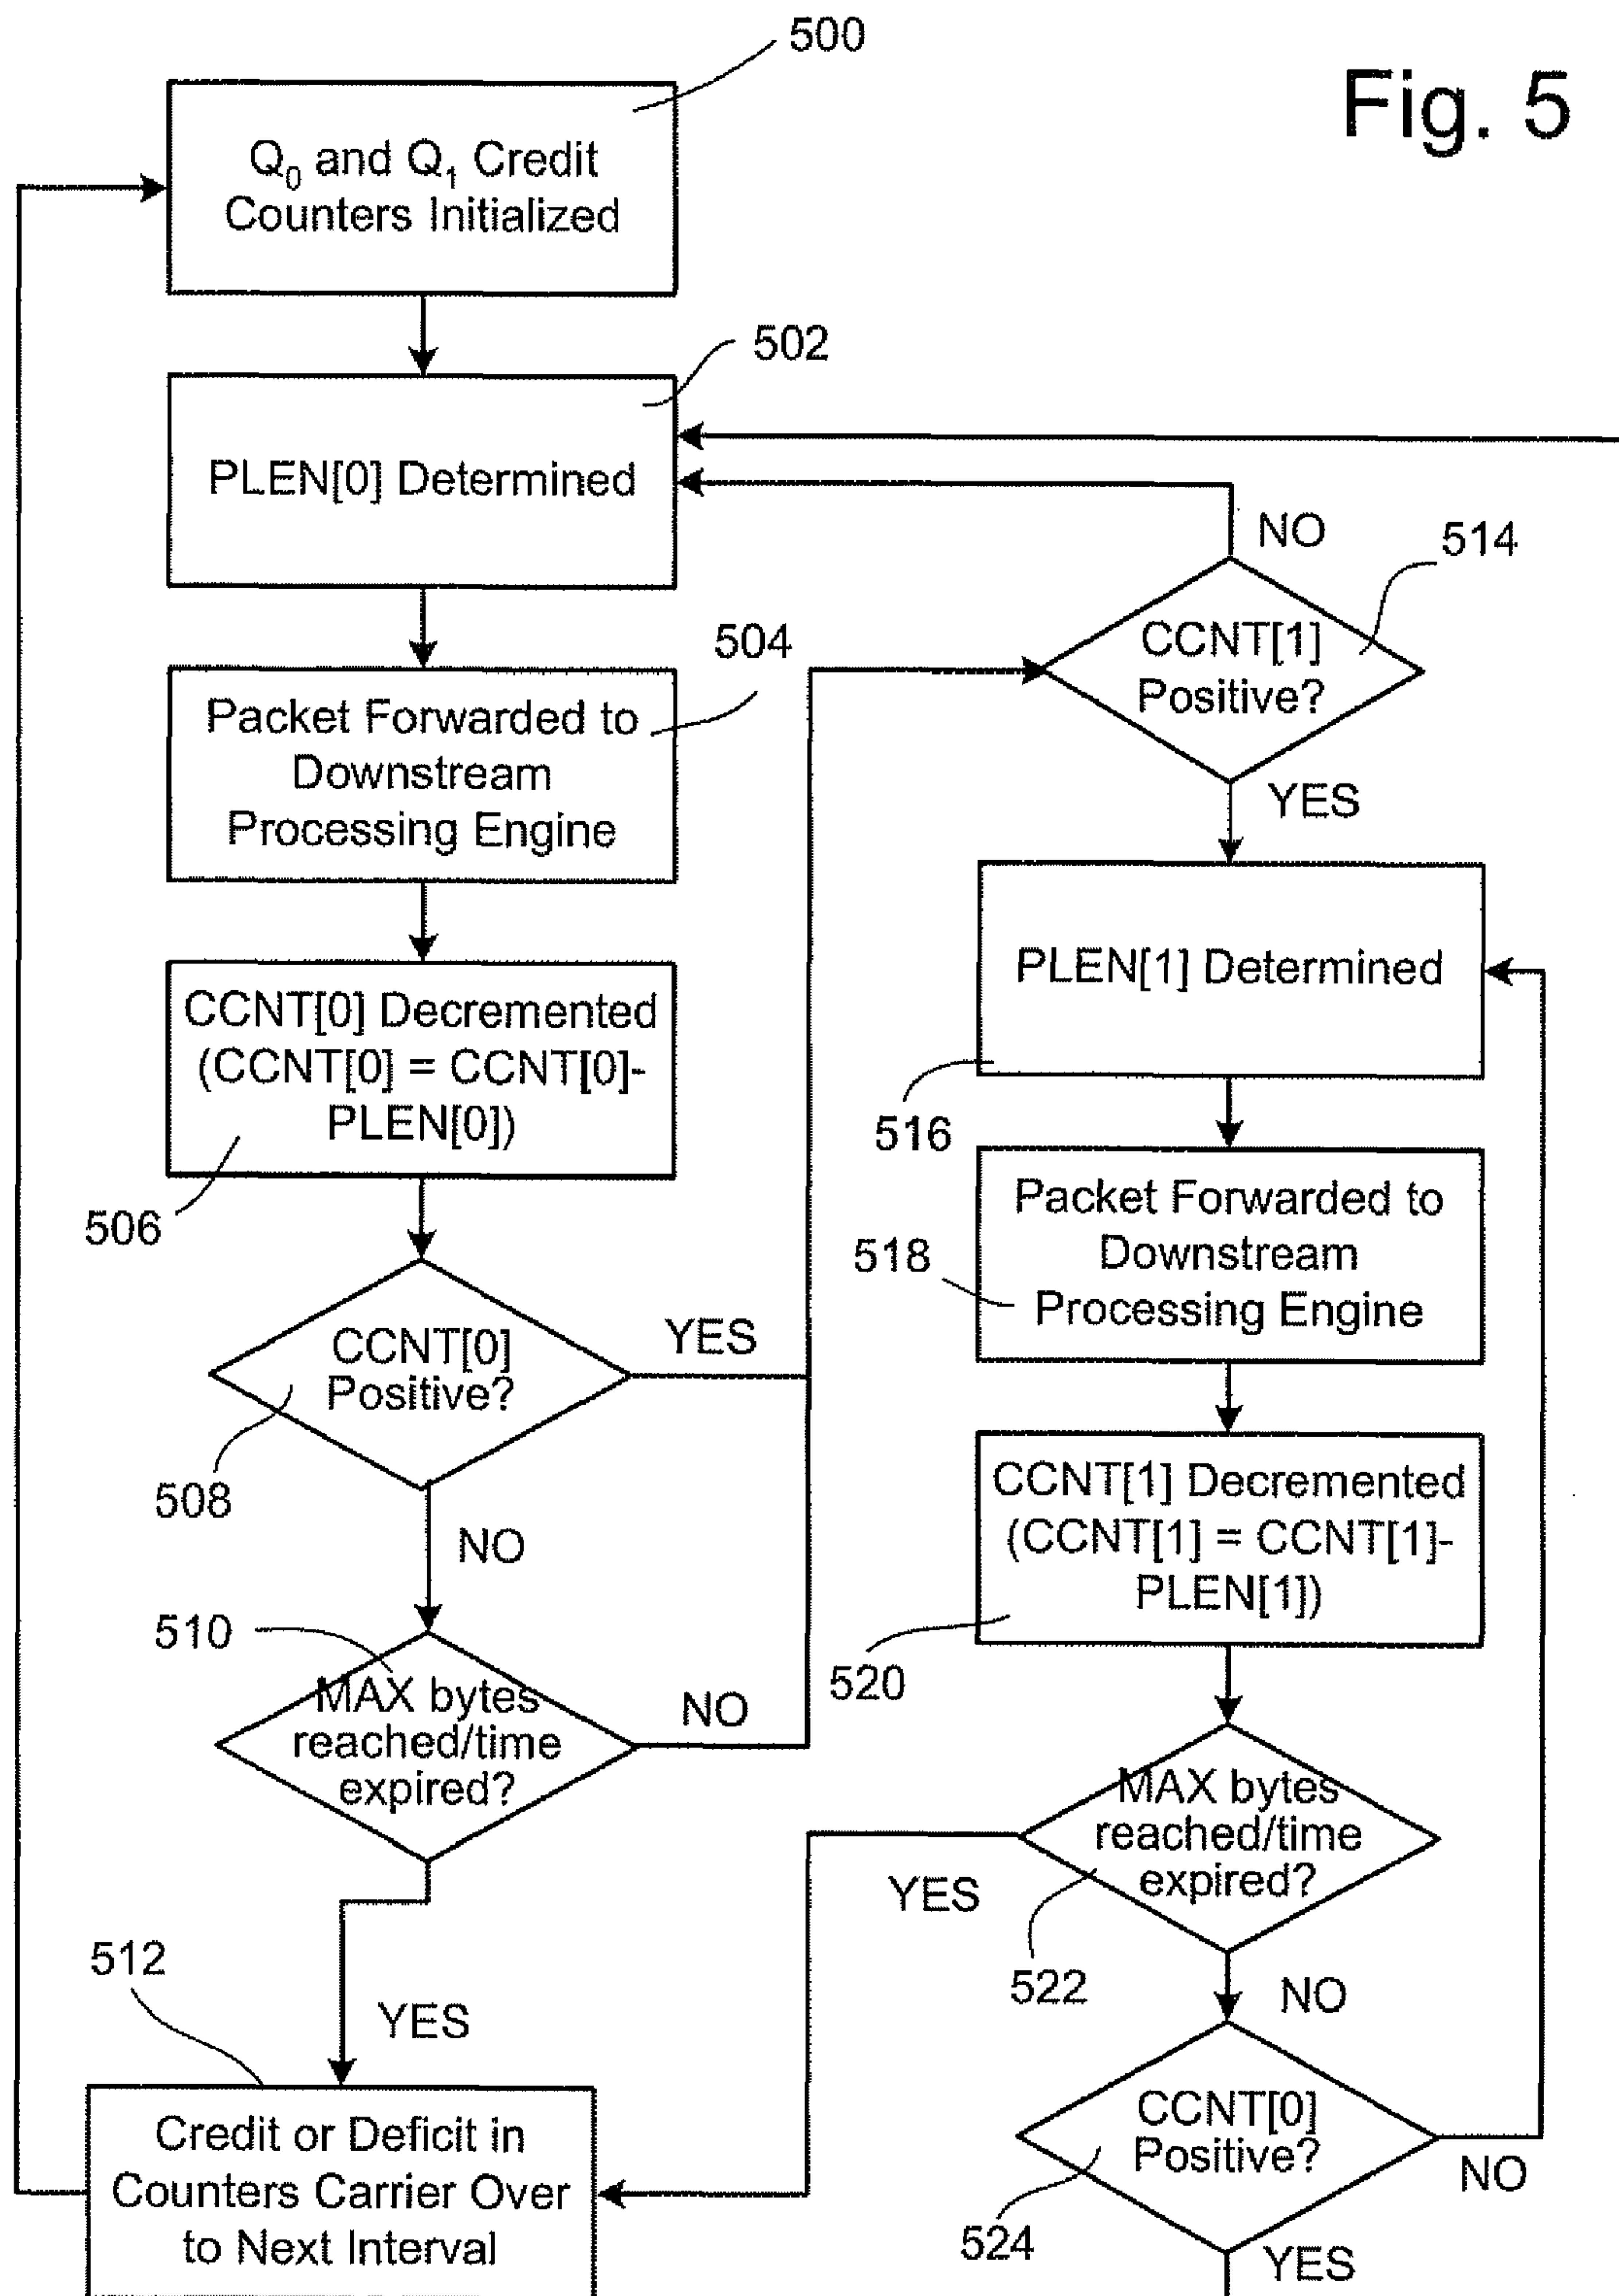 500
Fig. 5
Q0 and Q1 Credit
Counters Initialized
502
PLEN[0] Determined
NO
514
504
CCNT[1]
Positive?
Packet Forwarded to
Downstream
Processing Engine
YES
PLEN[1] Determined
CCNT[0] Decremented
(CCNT[0] = CCNT[0]-
PLEN[0])
516
506
Packet Forwarded to
Downstream
Processing Engine
518
CCNT[0]
Positive?
YES
508
NO
CCNT[1] Decremented
(CCNT[1] = CCNT[1]-
PLEN[1])
520
510
MAX bytes
reached/time
expired?
NO
MAX bytes
reached/time
expired?
YES
522
NO
512
YES
Credit or Deficit in
Counters Carrier Over
to Next Interval
CCNT[0]
Positive?
NO
524
YES